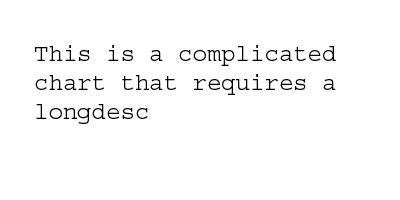 This is a complicated
chart that requires a
longdesc